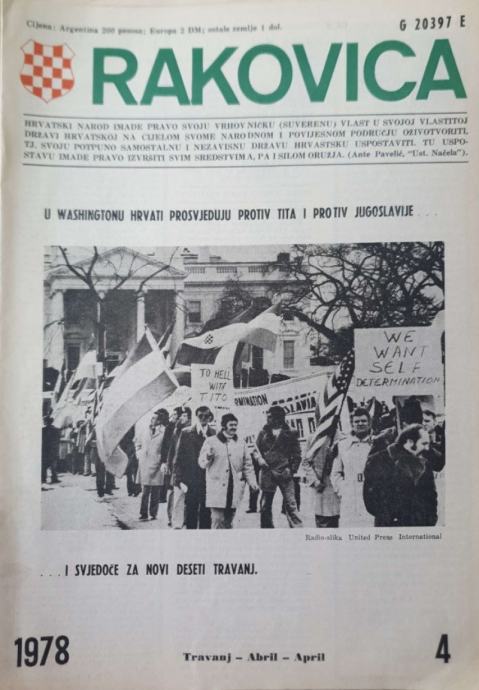 Cijena: Argentina 200 pesosa; Europa 2 DM; ostale zemlje 1 dol.
G 20397 E
RAKOVICA
HRVATSKI NAROD IMADE PRAVO SVOJU VRHOVNIČKU (SUVERENU) VLAST U SVOJOJ VLASTITOJ
DRŽAVI HRVATSKOJ NA CIJELOM SVOME NARODNOM I POVIJESNOM PODRUČJU OŽIVOTVORITI,
TJ. SVOJU POTPUNO SAMOSTALNU I NEZAVISNU DRŽAVU HRVATSKU USPOSTAVITI. TU USPO-
STAVU IMADE PRAVO IZVRŠITI SVIM SREDSTVIMA, PA I SILOM ORUŽJA. (Ante Pavelić, "Ust. Načela").
U WASHINGTONU HRVATI PROSVJEDUJU PROTIV TITA I PROTIV JUGOSLAVIJE . . .
TO HELL
WITH
TITO
WE
WANT
SELF
DETERMINATION
MINATION
Radio-slika United Press International
. . . I SVJEDOČE ZA NOVI DESETI TRAVANJ.
1978
Travanj - Abril - April
4